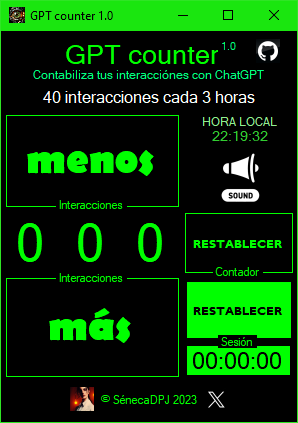 GPT counter 1.0
GPT counter 1.0
Contabiliza tus interacciónes con ChatGPT
40 interacciones cada 3 horas
menos
Interacciones
HORA LOCAL
22:19:32
SOUND
0 0 0
RESTABLECER
Contador
Interacciones
más
RESTABLECER
Sesión
00:00:00
© SénecaDPJ 2023